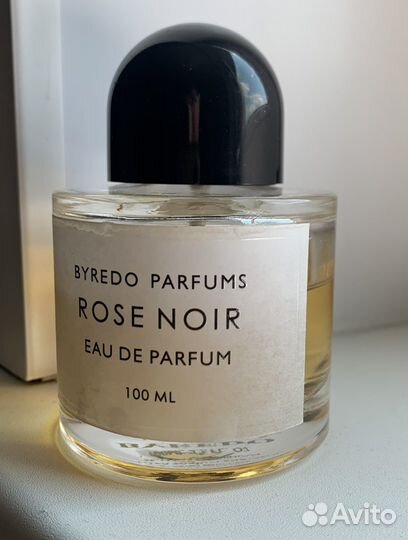 BYREDO PARFUMS
ROSE NOIR
EAU DE PARFUM
100 ML
Avito